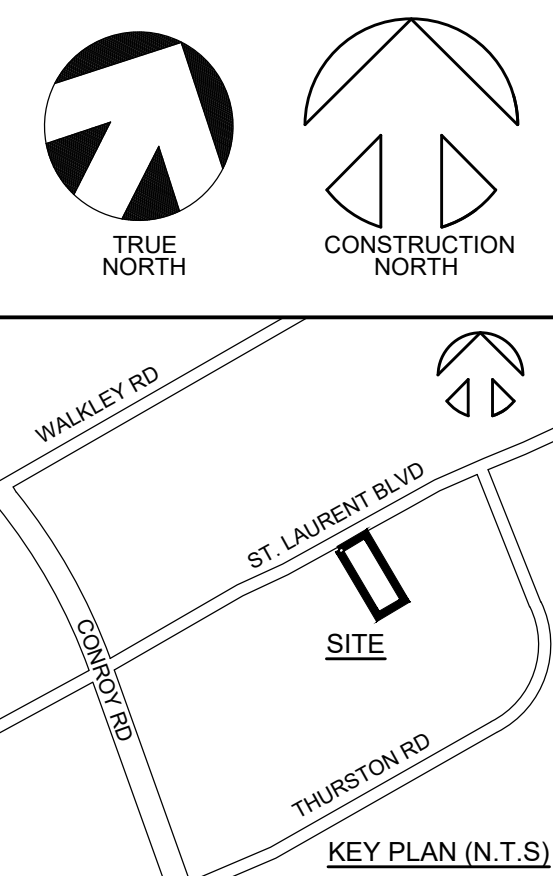 TRUE
NORTH
CONSTRUCTION
NORTH
WALKLEY RD
ST. LAURENT BLVD
CONROY RD
SITE
THURSTON RD
KEY PLAN (N.T.S)